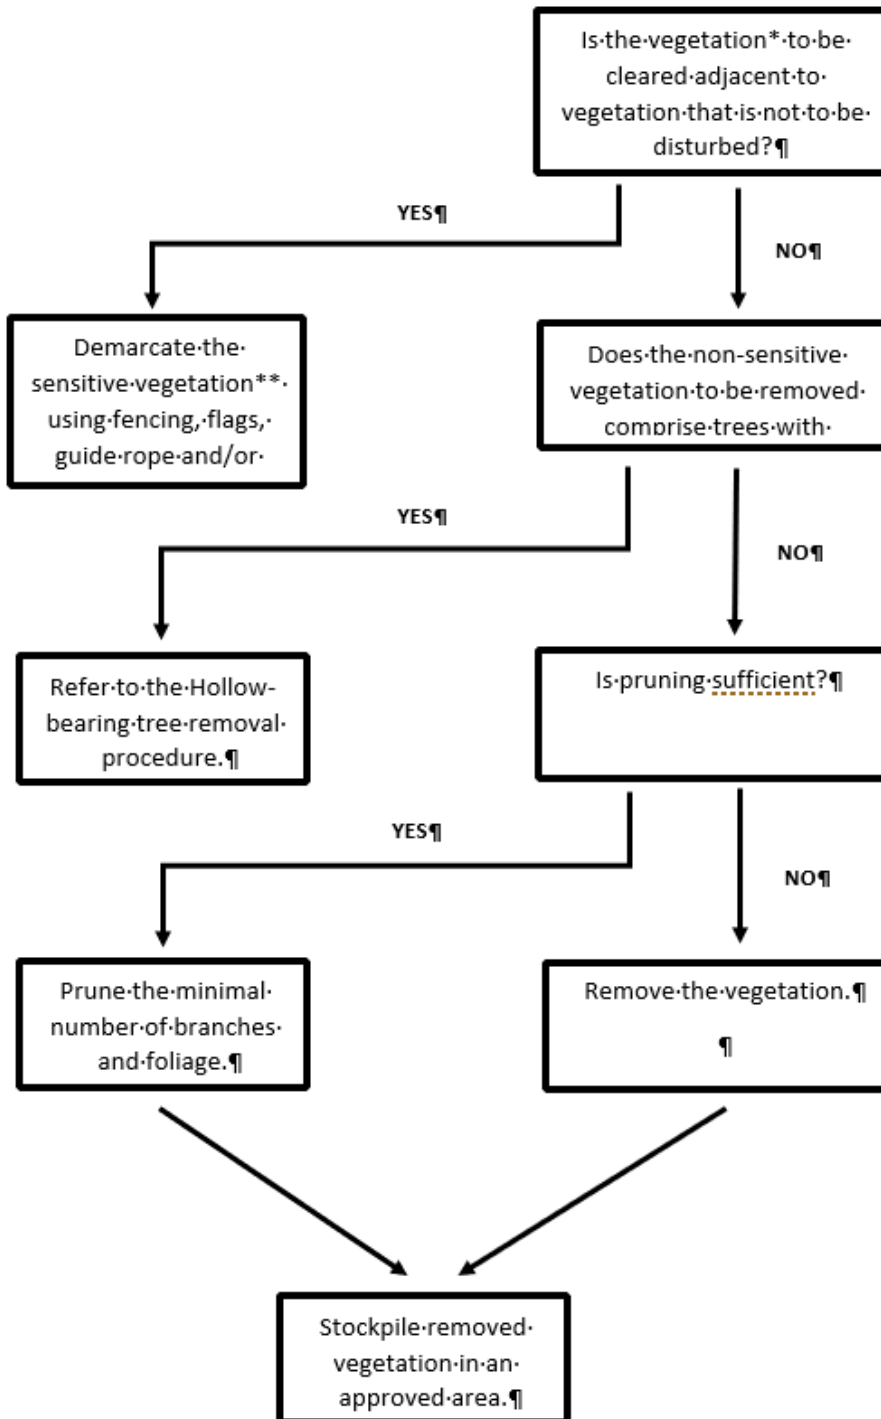 Is the vegetation* to be
cleared adjacent to
vegetation that is not to be
disturbed?¶
YES¶
NO¶
Demarcate the
sensitive vegetation**
using fencing, flags,
guide rope and/or
Does the non-sensitive
vegetation to be removed
comprise trees with
YES¶
NO¶
Refer to the Hollow-
bearing tree removal
procedure.¶
Is pruning sufficient?¶
YES¶
NO¶
Prune the minimal
number of branches
and foliage.¶
Remove the vegetation.¶
¶
Stockpile removed
vegetation in an
approved area.¶